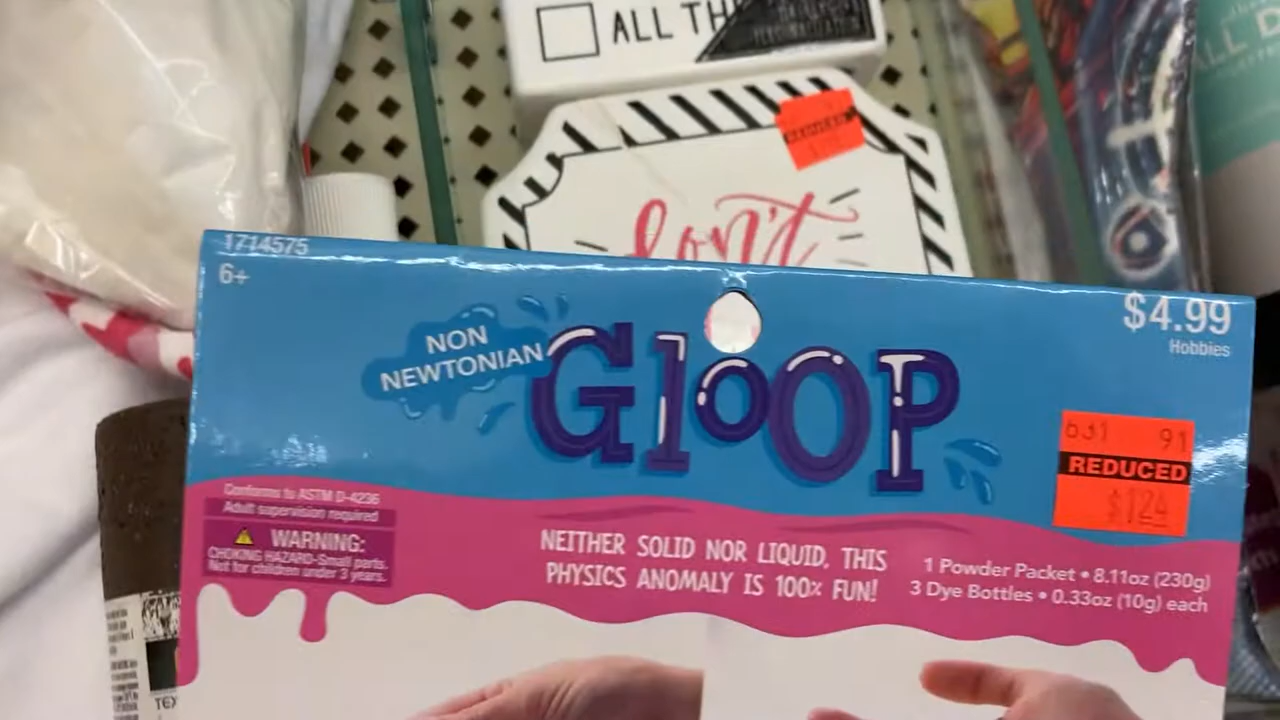 ALL TH
don't
1714575
6+
$4.99
Hobbies
NON
NEWTONIAN
GlooP
631 91
REDUCED
$1.24
Conforms to ASTM D-4236
Adult supervision required
WARNING:
CHOKING HAZARD-Small parts.
Not for children under 3 years.
NEITHER SOLID NOR LIQUID, THIS
PHYSICS ANOMALY IS 100% FUN!
1 Powder Packet • 8.11oz (230g)
3 Dye Bottles • 0.33oz (10g) each
TEX